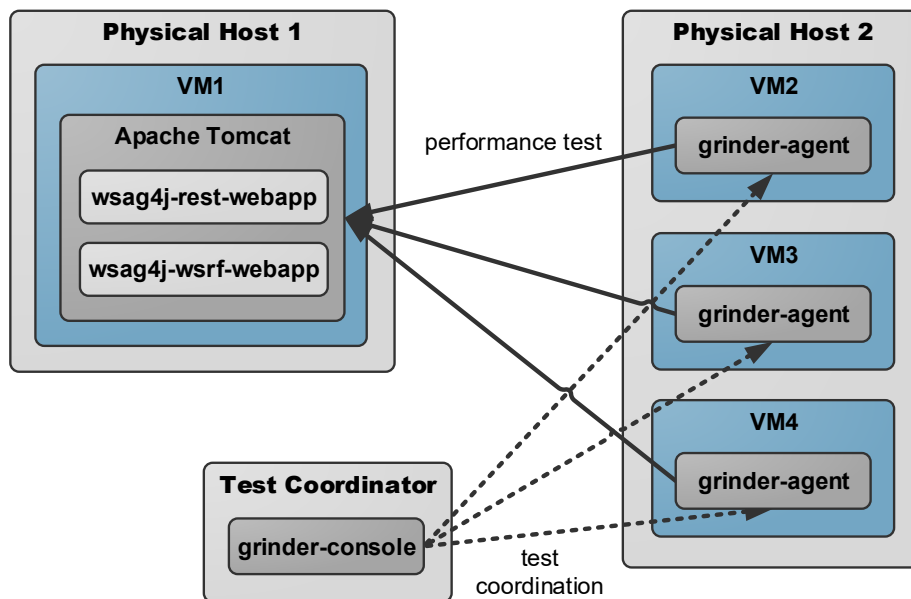 Physical Host 1
VM1
Apache Tomcat
wsag4j-rest-webapp
wsag4j-wsrf-webapp
performance test
Physical Host 2
VM2
grinder-agent
VM3
grinder-agent
VM4
grinder-agent
Test Coordinator
grinder-console
test
coordination